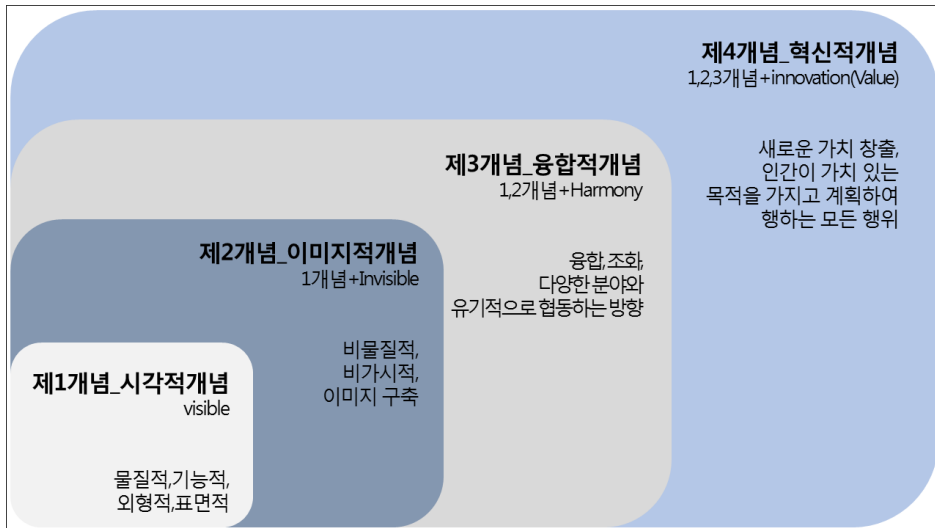 제4개념_혁신적개념
1,2,3개념+innovation(Value)
새로운 가치 창출,
인간이 가치 있는
목적을 가지고 계획하여
행하는 모든 행위
제3개념_융합적개념
1,2개념+Harmony
융합,조화,
다양한 분야와
유기적으로 협동하는 방향
제2개념_이미지적개념
1개념+Invisible
비물질적,
비가시적,
이미지 구축
제1개념_시각적개념
visible
물질적,기능적,
외형적,표면적